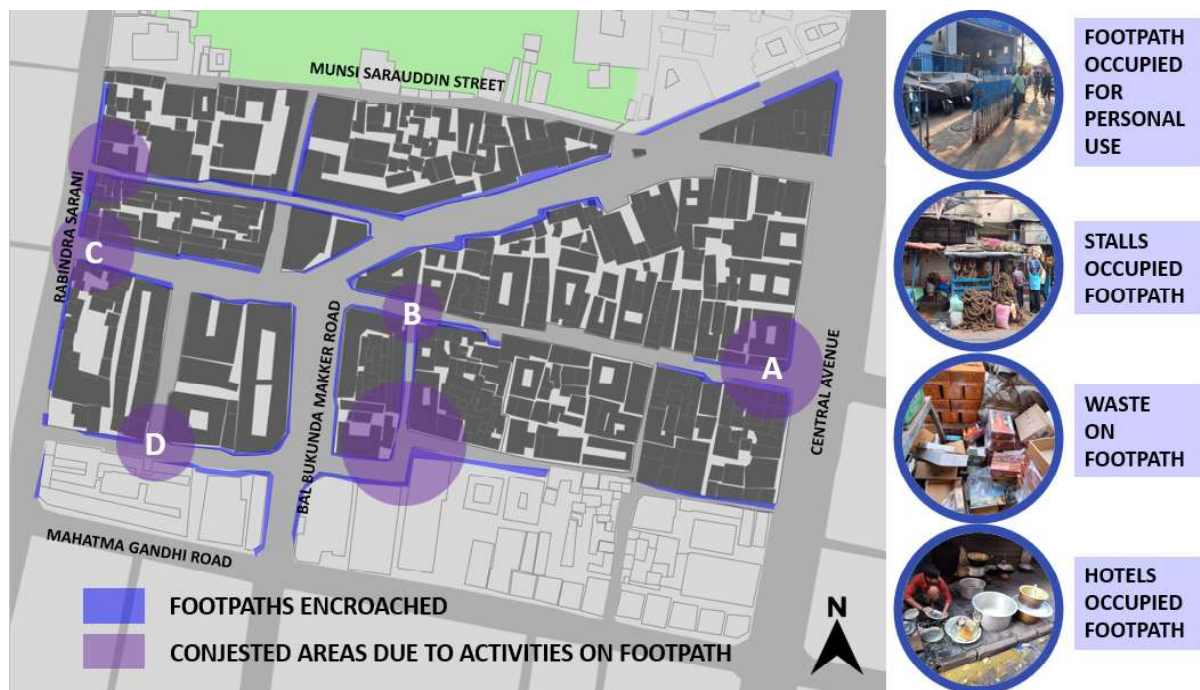 MUNSI SARAUDDIN STREET
RABINDRA SARANI
C
B
A
D
BAL BUKUNDA MAKKER ROAD
CENTRAL AVENUE
MAHATMA GANDHI ROAD
FOOTPATHS ENCROACHED
CONJESTED AREAS DUE TO ACTIVITIES ON FOOTPATH
N
FOOTPATH
OCCUPIED
FOR
PERSONAL
USE
STALLS
OCCUPIED
FOOTPATH
WASTE
ON
FOOTPATH
HOTELS
OCCUPIED
FOOTPATH